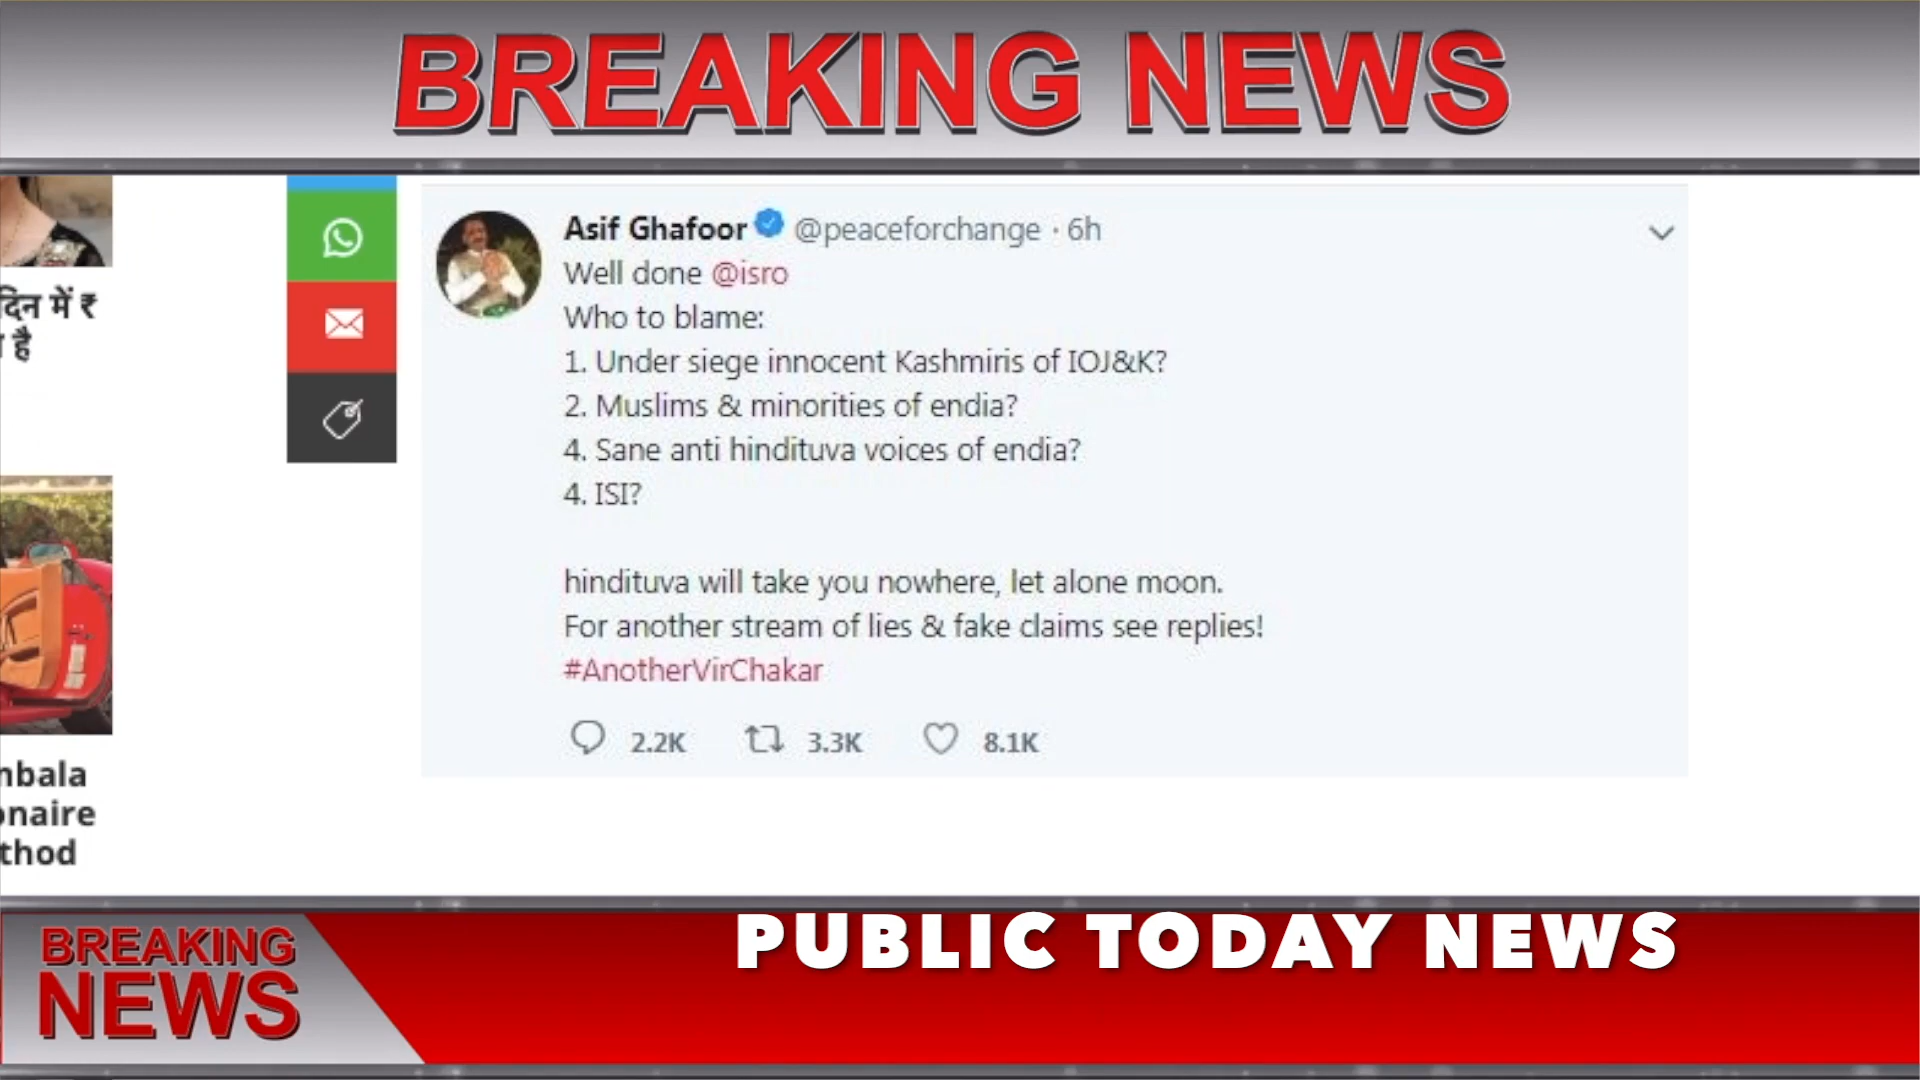 BREAKING NEWS
Asif Ghafoor @peaceforchange · 6h
Well done @isro
Who to blame:
1. Under siege innocent Kashmiris of IOJ&K?
2. Muslims & minorities of endia?
4. Sane anti hindituva voices of endia?
4. ISI?
hindituva will take you nowhere, let alone moon.
For another stream of lies & fake claims see replies!
#AnotherVirChakar
2.2K 3.3K 8.1K
दिन में ₹
है
nbala
onaire
thod
BREAKING
NEWS
PUBLIC TODAY NEWS